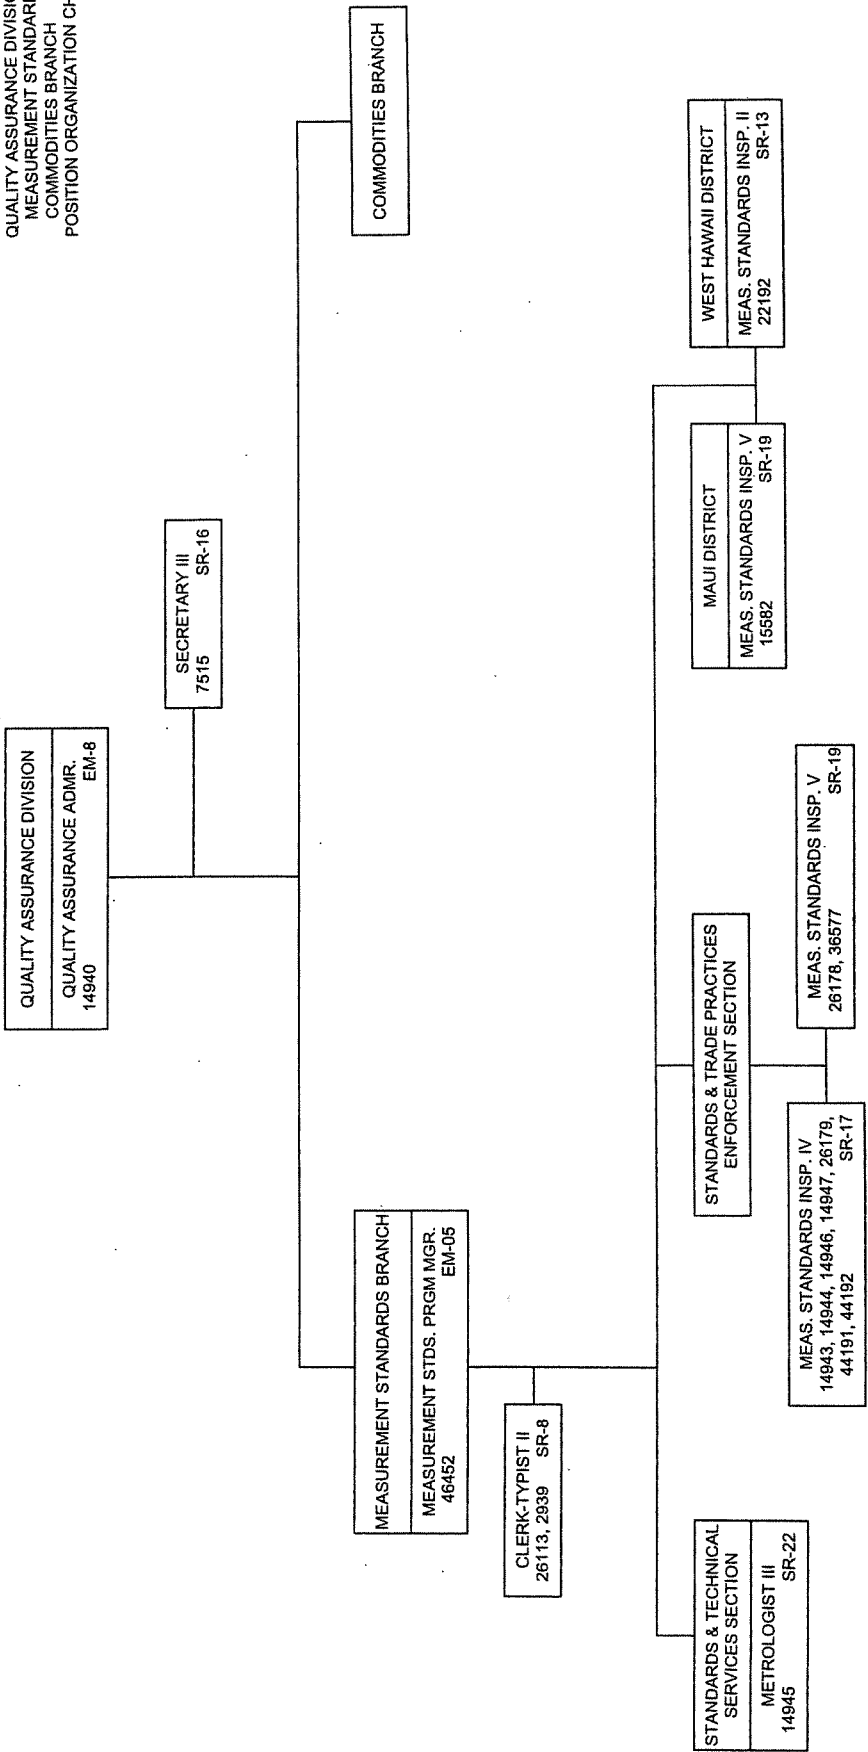 QUALITY ASSURANCE
MEASUREMENT
COMMODITIES BRANCH
POSITION ORGANIZATION
QUALITY ASSURANCE DIVISION
QUALITY ASSURANCE ADMR.
14940 EM-8
SECRETARY III
7515 SR-16
MEASUREMENT STANDARDS BRANCH
MEASUREMENT STDS. PRGM MGR.
46452 EM-05
COMMODITIES BRANCH
CLERK-TYPIST II
26113, 2939 SR-8
STANDARDS & TECHNICAL
SERVICES SECTION
METROLOGIST III
14945 SR-22
STANDARDS & TRADE PRACTICES
ENFORCEMENT SECTION
MEAS. STANDARDS INSP. IV
14943, 14944, 14946, 14947, 26179,
44191, 44192 SR-17
MEAS. STANDARDS INSP. V
26178, 36577 SR-19
MAUI DISTRICT
MEAS. STANDARDS INSP. V
15582 SR-19
WEST HAWAII DISTRICT
MEAS. STANDARDS INSP. II
22192 SR-13